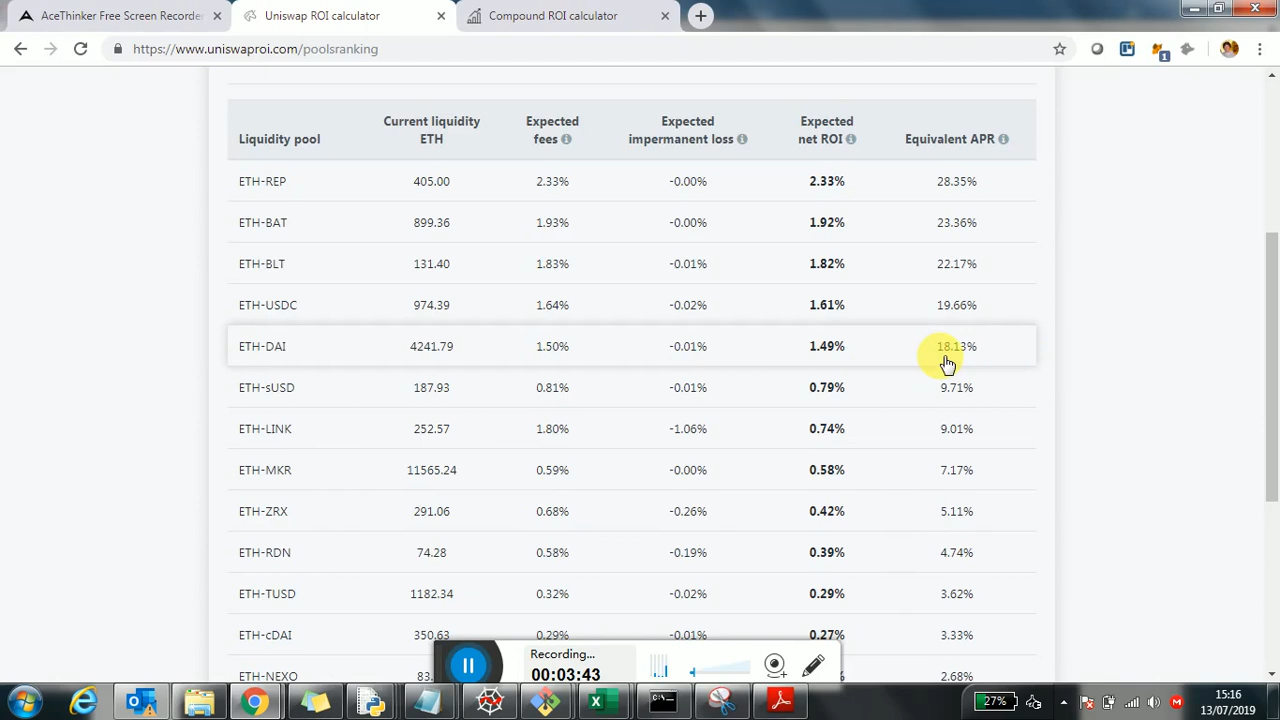 AceThinker Free Screen Recorder
Uniswap ROI calculator
Compound ROI calculator
https://www.uniswaproi.com/poolsranking
1
Liquidity pool
Current liquidity
ETH
Expected
fees
Expected
impermanent loss
Expected
net ROI
Equivalent APR
ETH-REP 405.00 2.33% -0.00% 2.33% 28.35%
ETH-BAT 899.36 1.93% -0.00% 1.92% 23.36%
ETH-BLT 131.40 1.83% -0.01% 1.82% 22.17%
ETH-USDC 974.39 1.64% -0.02% 1.61% 19.66%
ETH-DAI 4241.79 1.50% -0.01% 1.49% 18.13%
ETH-sUSD 187.93 0.81% -0.01% 0.79% 9.71%
ETH-LINK 252.57 1.80% -1.06% 0.74% 9.01%
ETH-MKR 11565.24 0.59% -0.00% 0.58% 7.17%
ETH-ZRX 291.06 0.68% -0.26% 0.42% 5.11%
ETH-RDN 74.28 0.58% -0.19% 0.39% 4.74%
ETH-TUSD 1182.34 0.32% -0.02% 0.29% 3.62%
ETH-cDAI 350.63 0.29% -0.01% 0.27% 3.33%
ETH-NEXO 83. 2.68%
Recording...
00:03:43
27%
15:16
13/07/2019